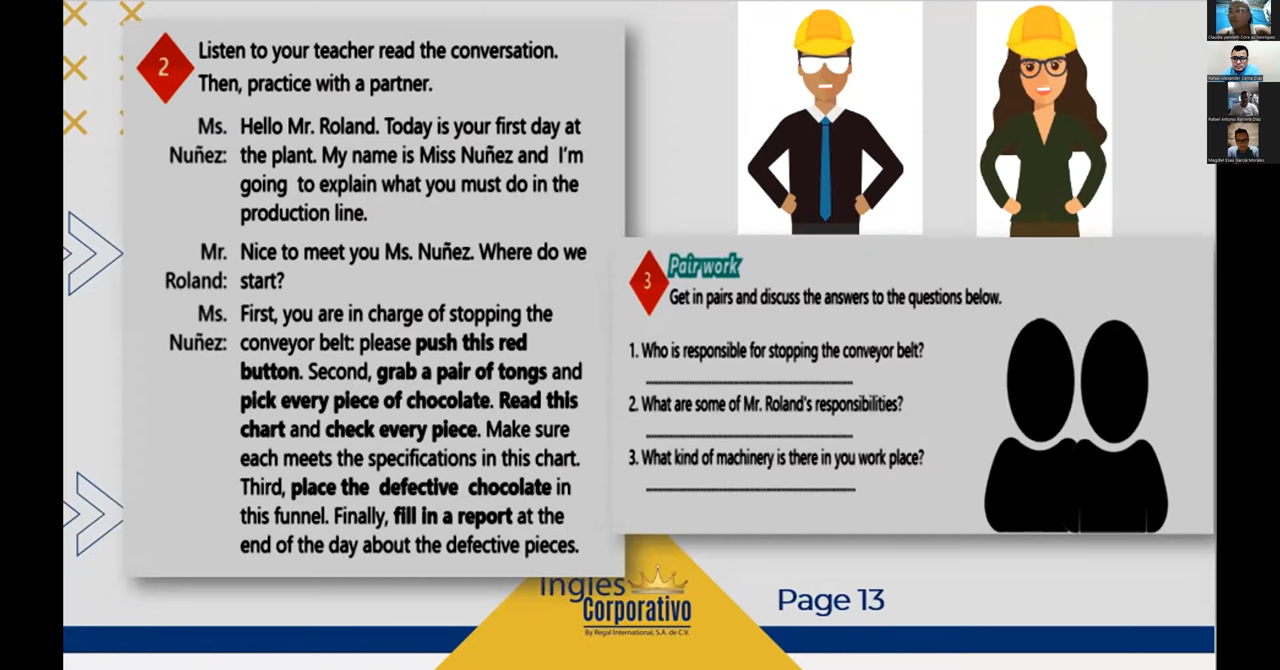 2
Listen to your teacher read the conversation.
Then, practice with a partner.
Ms. Hello Mr. Roland. Today is your first day at
Nuñez: the plant. My name is Miss Nuñez and I'm
going to explain what you must do in the
production line.
Mr. Nice to meet you Ms. Nuñez. Where do we
Roland: start?
Ms. First, you are in charge of stopping the
Nuñez: conveyor belt: please push this red
button. Second, grab a pair of tongs and
pick every piece of chocolate. Read this
chart and check every piece. Make sure
each meets the specifications in this chart.
Third, place the defective chocolate in
this funnel. Finally, fill in a report at the
end of the day about the defective pieces.
3
Pair work
Get in pairs and discuss the answers to the questions below.
1. Who is responsible for stopping the conveyor belt?
2. What are some of Mr. Roland's responsibilities?
3. What kind of machinery is there in you work place?
Ingles
Corporativo
By Regal International, S.A. de C.V.
Page 13
Rafael Alexander Cerna Diaz
Magdiel Esau Garcia Morales